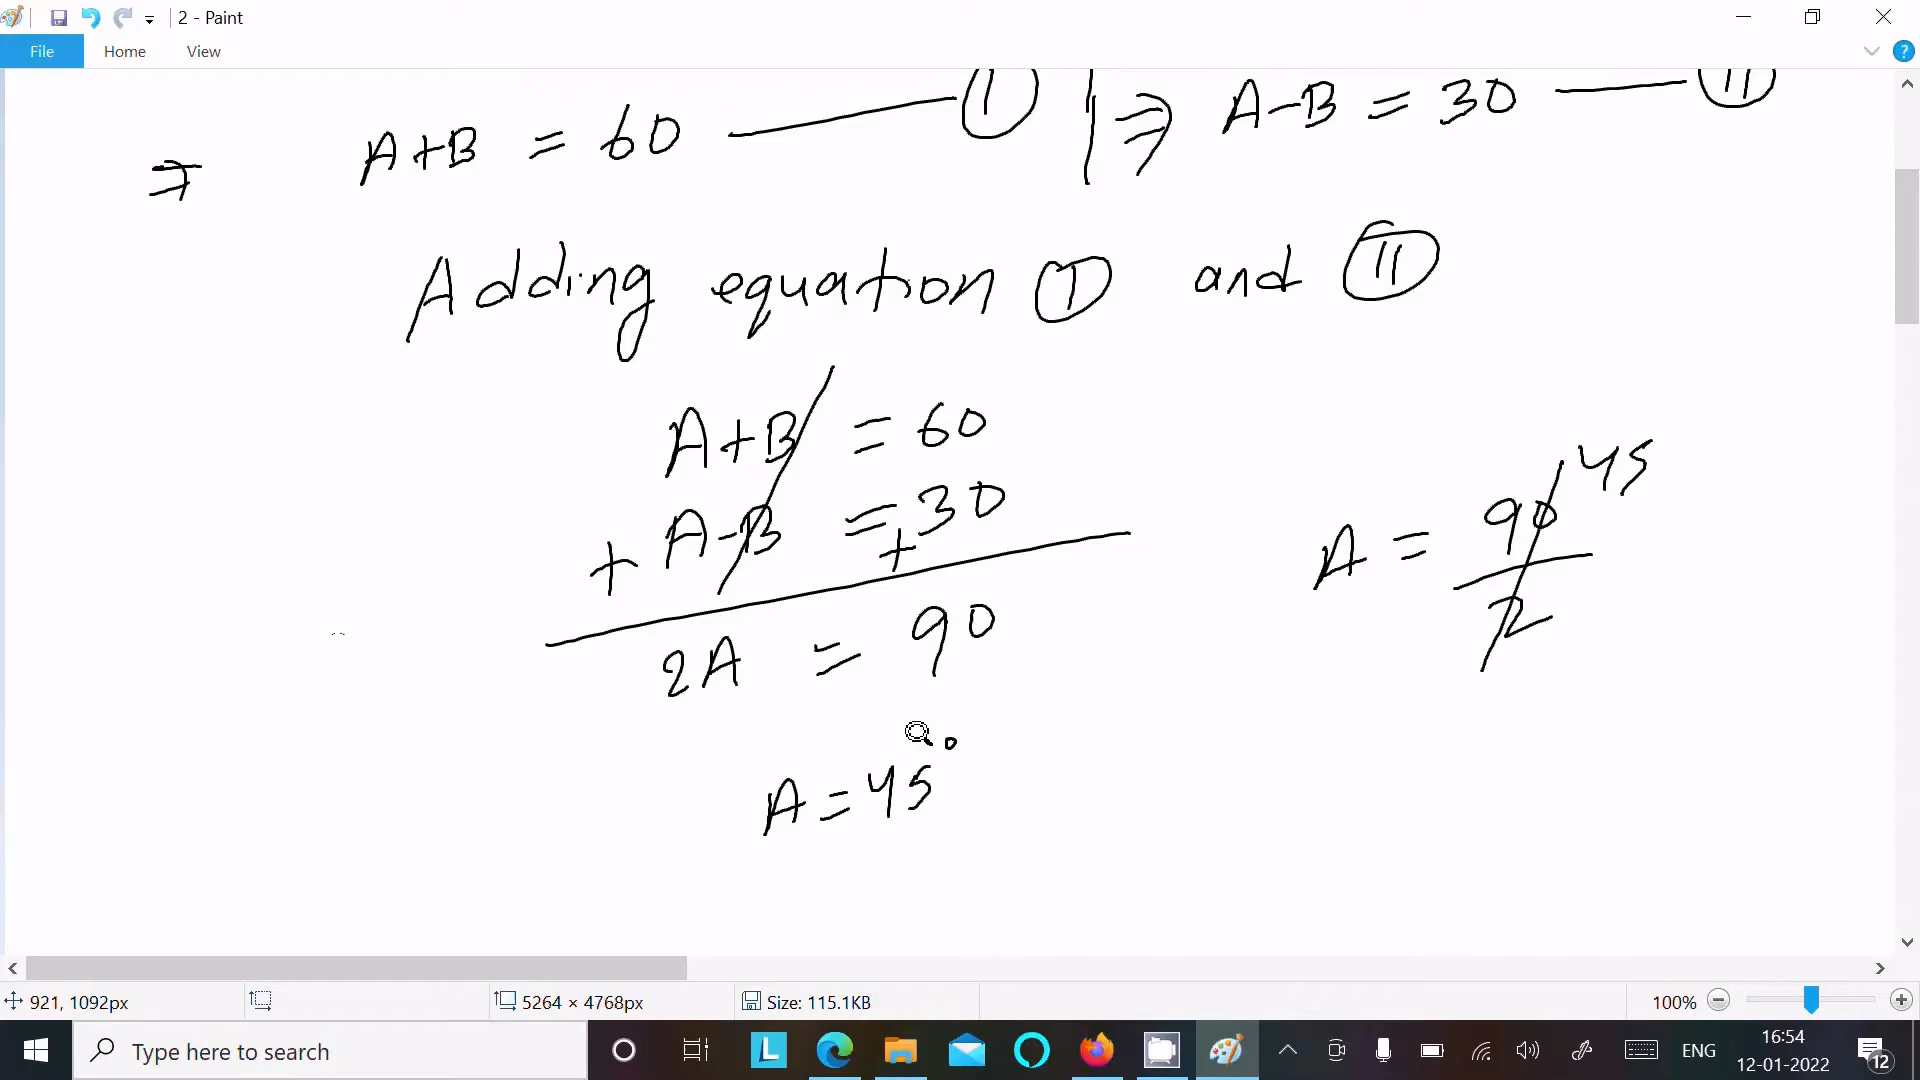 2 - Paint
File Home View
⇒ A+B = 60 —— I
⇒ A-B = 30 —— II
Adding equation I and II
A+B = 60
+ A-B = + 30
2A = 90
A = 45°
A = 90/2 45
921, 1092px 5264 × 4768px Size: 115.1KB 100%
Type here to search
L
ENG
16:54
12-01-2022
12